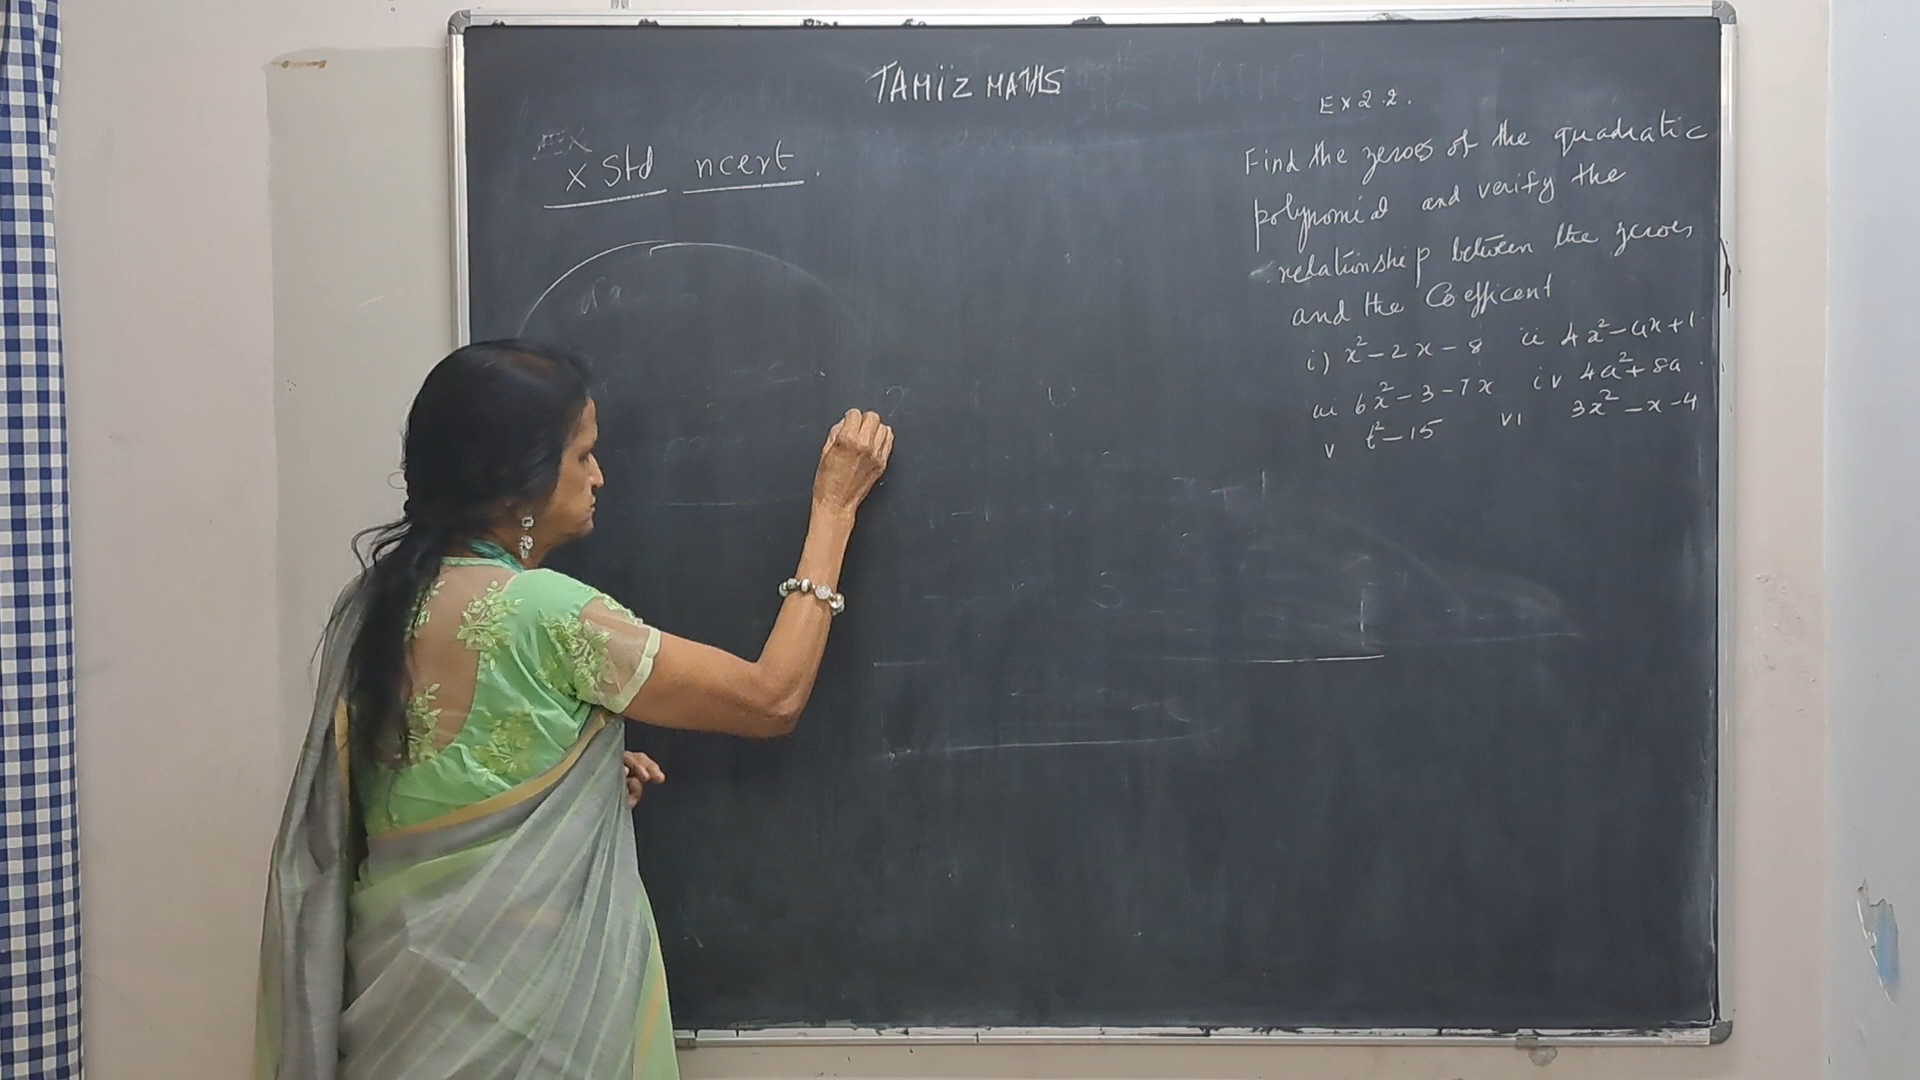 TAMiZ MATHS
X Std ncert.
Ex 2.2.
Find the zeroes of the quadratic
polynomial and verify the
relationship between the zeroes
and the Coefficent
i) x² - 2x - 8 ii 4x² - 4x + 1
iii 6x² - 3 - 7x iv 4u² + 8u
v t² - 15 vi 3x² - x - 4